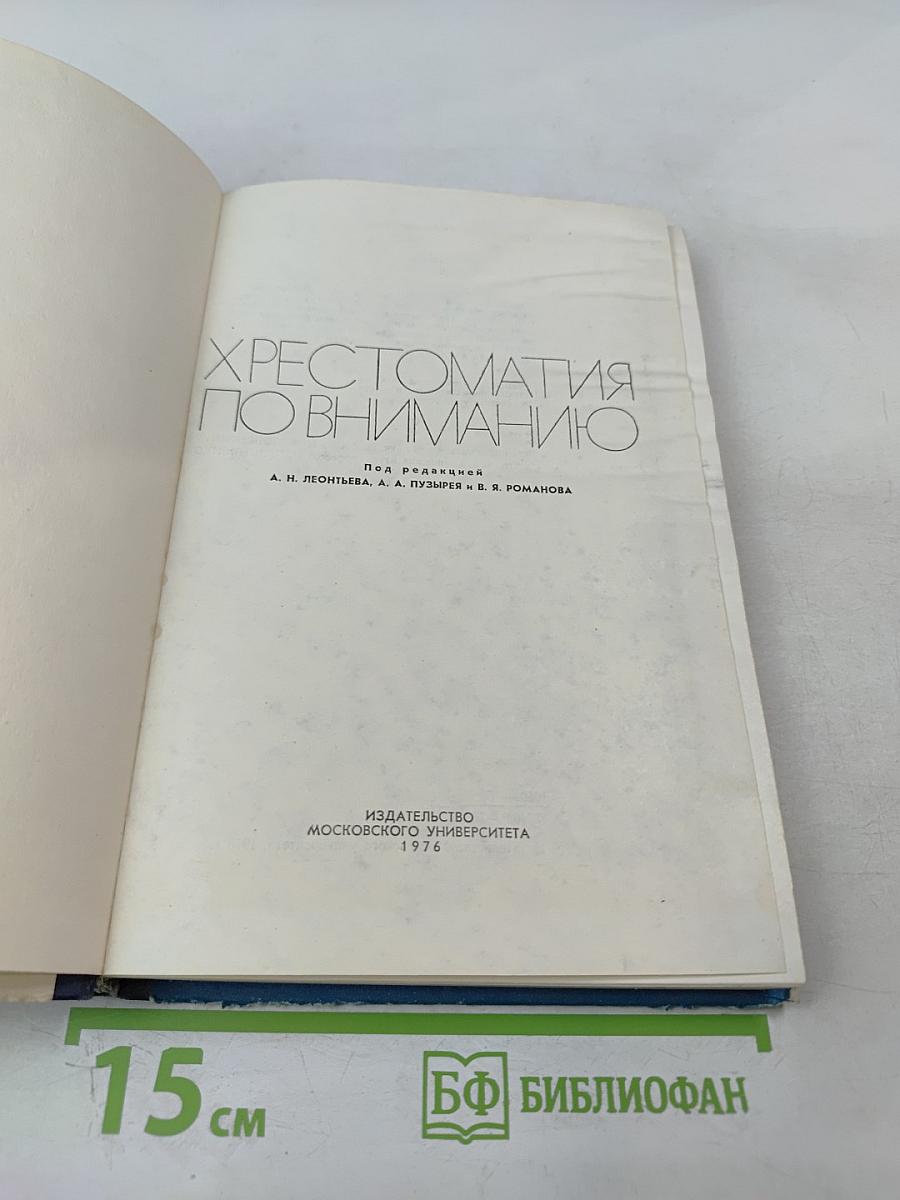 ХРЕСТОМАТИЯ
ПО ВНИМАНИЮ
Под редакцией
А. Н. ЛЕОНТЬЕВА, А. А. ПУЗЫРЕЯ и В. Я. РОМАНОВА
ИЗДАТЕЛЬСТВО
МОСКОВСКОГО УНИВЕРСИТЕТА
1976
15 см
БФ БИБЛИОФАН